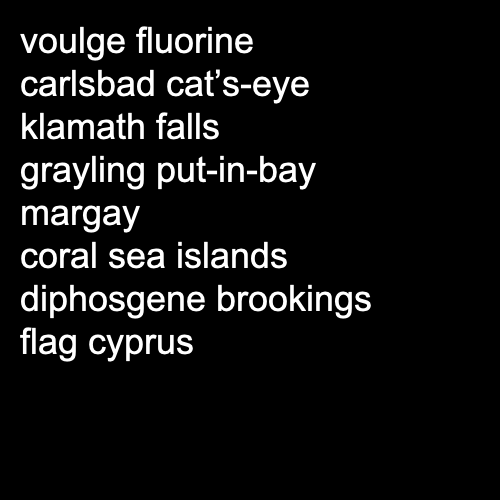 voulge fluorine
carlsbad cat’s-eye
klamath falls
grayling put-in-bay
margay
coral sea islands
diphosgene brookings
flag cyprus